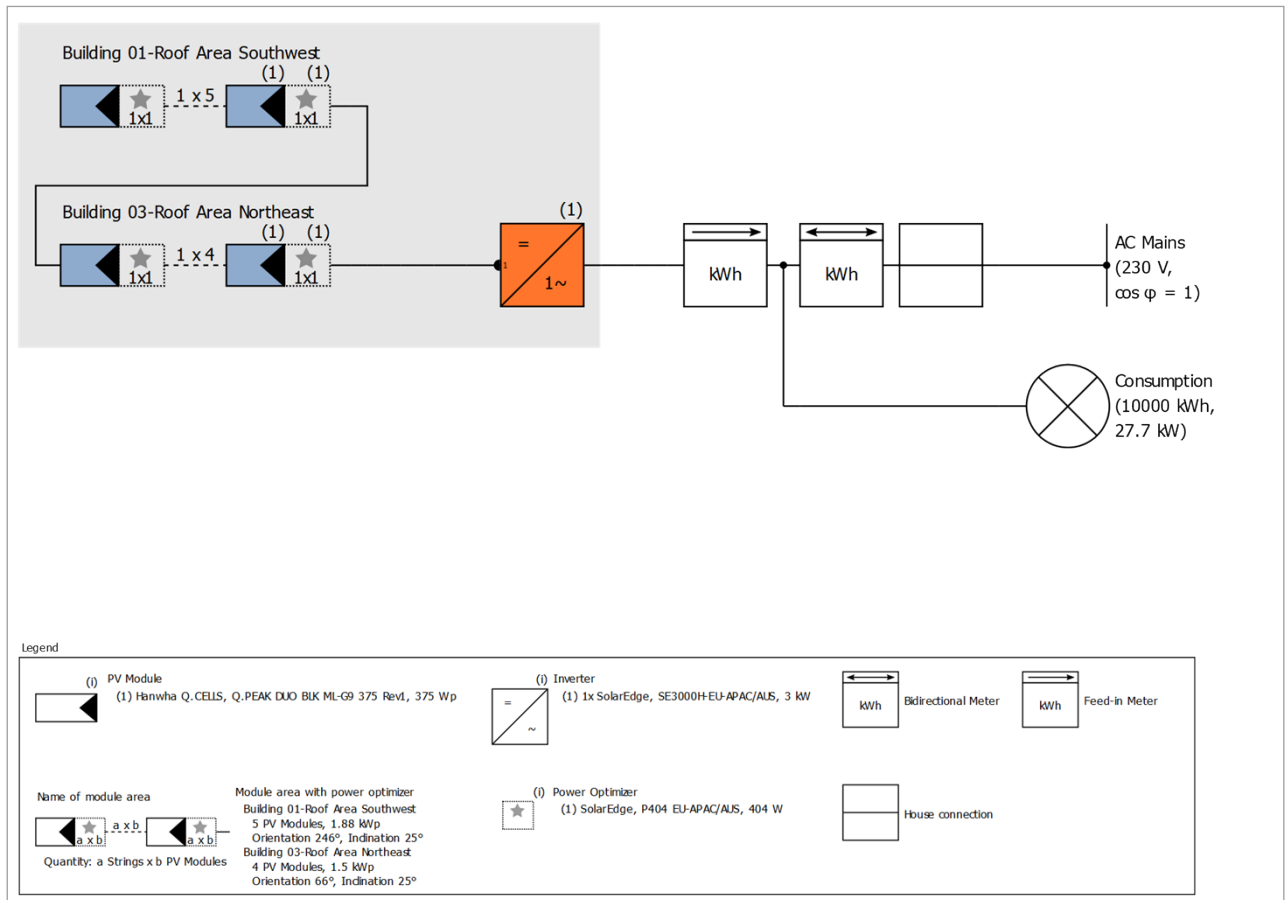 Building 01-Roof Area Southwest
(1) (1)
1 x 5
1x1 1x1
Building 03-Roof Area Northeast
(1) (1)
(1)
1 x 4
1x1 1x1
=
1
1~
kWh
kWh
AC Mains
(230 V,
cos φ = 1)
Consumption
(10000 kWh,
27.7 kW)
Legend
(i) PV Module
(1) Hanwha Q.CELLS, Q.PEAK DUO BLK ML-G9 375 Rev1, 375 Wp
(i) Inverter
(1) 1x SolarEdge, SE3000H-EU-APAC/AUS, 3 kW
=
~
kWh
Bidirectional Meter
kWh
Feed-in Meter
Name of module area
a x b
a x b a x b
Quantity: a Strings x b PV Modules
Module area with power optimizer
Building 01-Roof Area Southwest
5 PV Modules, 1.88 kWp
Orientation 246°, Inclination 25°
Building 03-Roof Area Northeast
4 PV Modules, 1.5 kWp
Orientation 66°, Inclination 25°
(i) Power Optimizer
(1) SolarEdge, P404 EU-APAC/AUS, 404 W
House connection